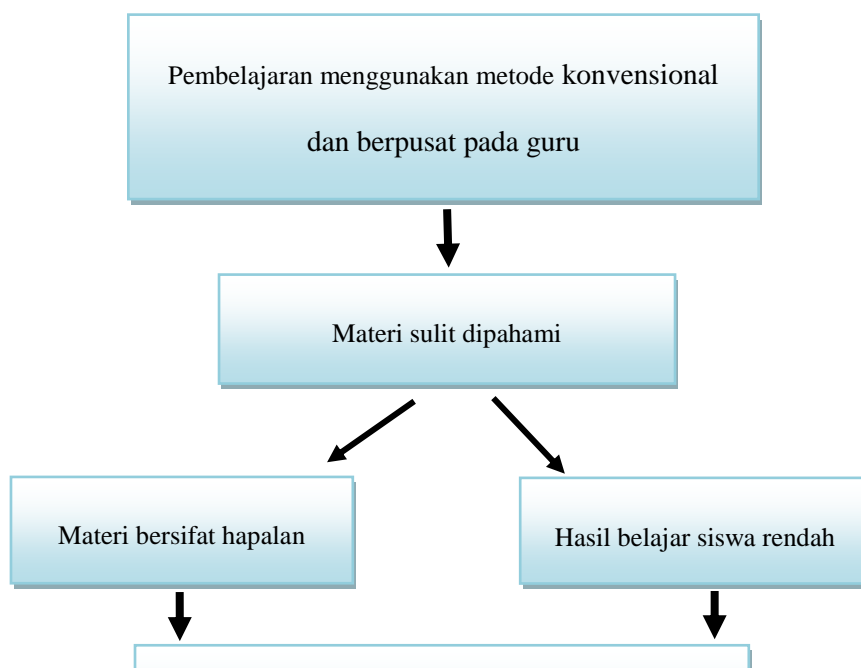 Pembelajaran menggunakan metode konvensional
dan berpusat pada guru
Materi sulit dipahami
Materi bersifat hapalan
Hasil belajar siswa rendah